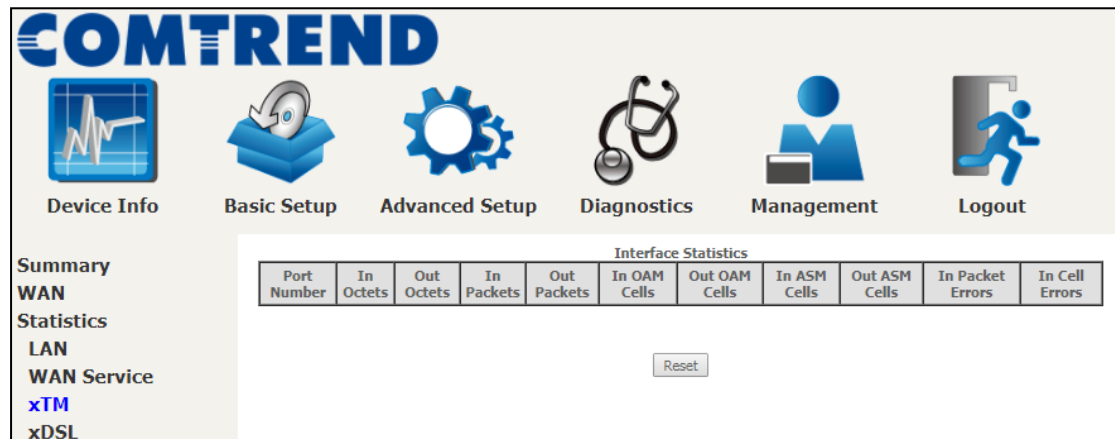 COMTREND
Device Info Basic Setup Advanced Setup Diagnostics Management Logout
Summary
WAN
Statistics
LAN
WAN Service
xTM
xDSL
Interface Statistics
Port Number In Octets Out Octets In Packets Out Packets In OAM Cells Out OAM Cells In ASM Cells Out ASM Cells In Packet Errors In Cell Errors
Reset